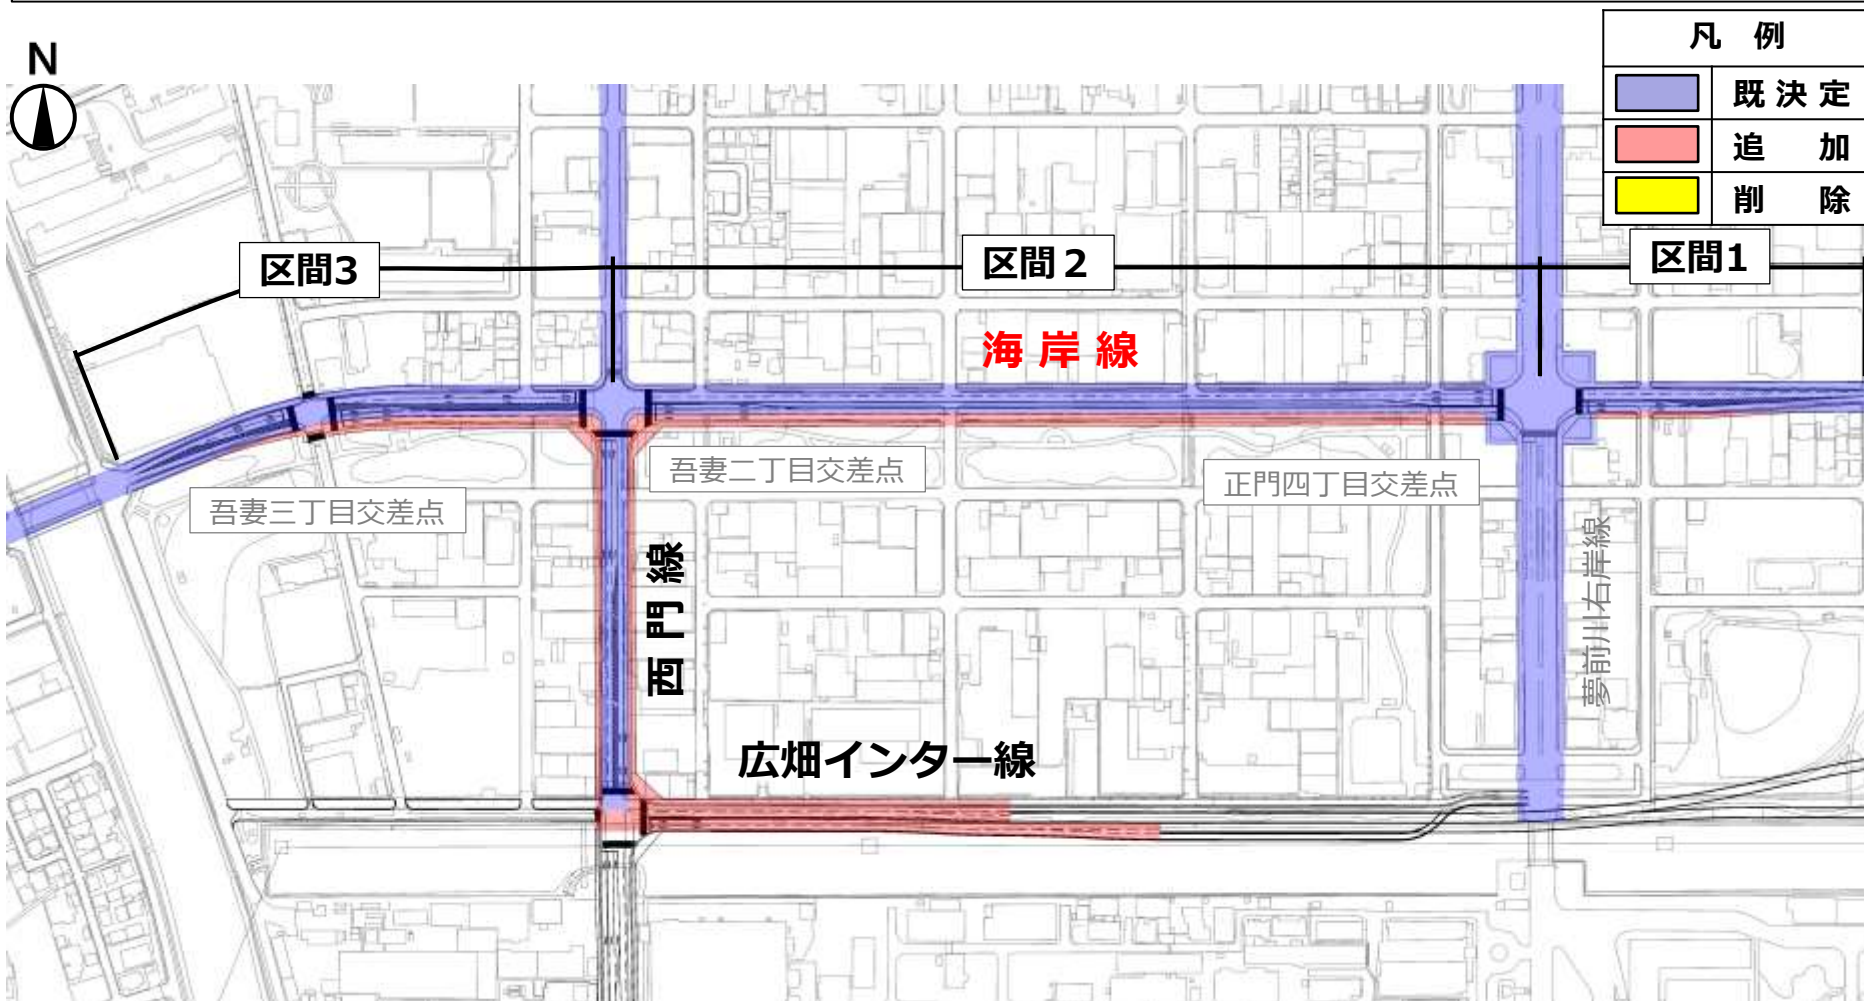 凡 例
N
既決定
追 加
削 除
区間3
区間２
区間1
海岸線
吾妻二丁目交差点
正門四丁目交差点
吾妻三丁目交差点
西門線
夢前川右岸線
広畑インター線